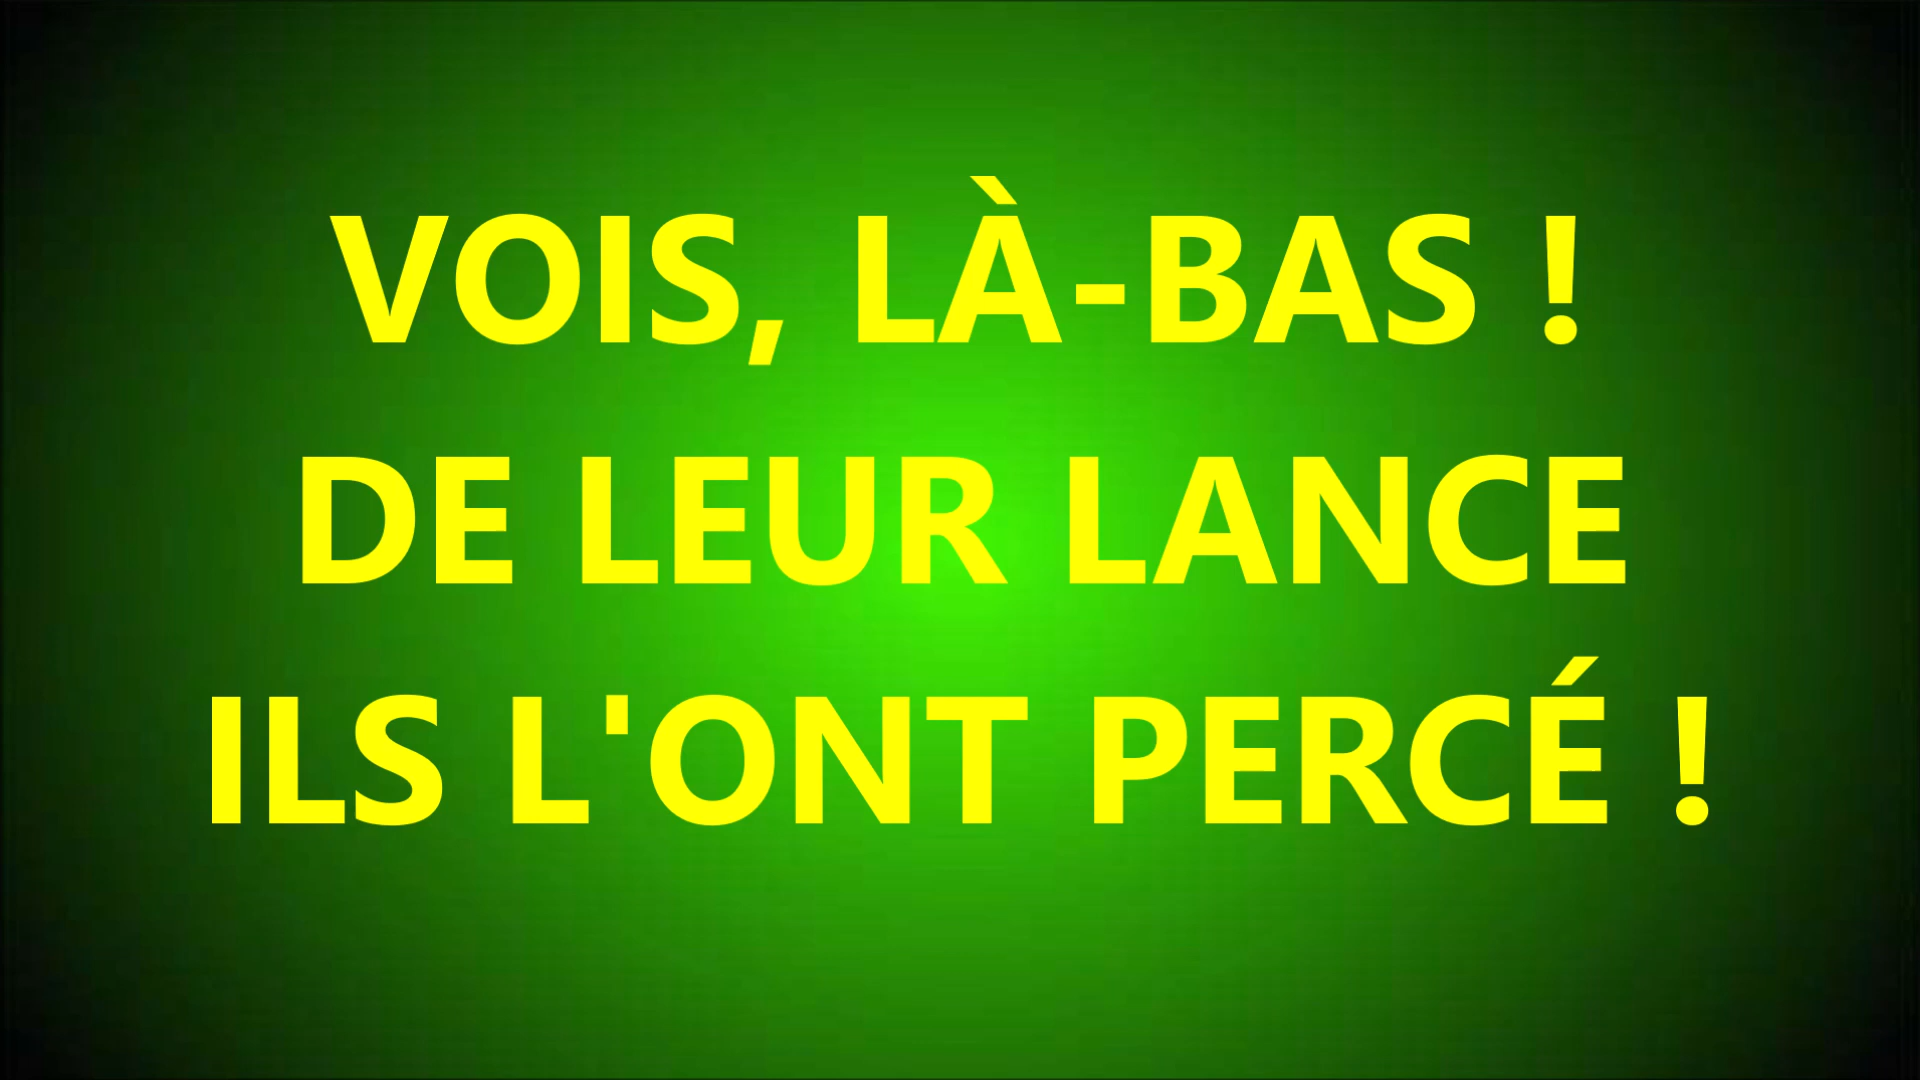 VOIS, LÀ-BAS !
DE LEUR LANCE
ILS L'ONT PERCÉ !